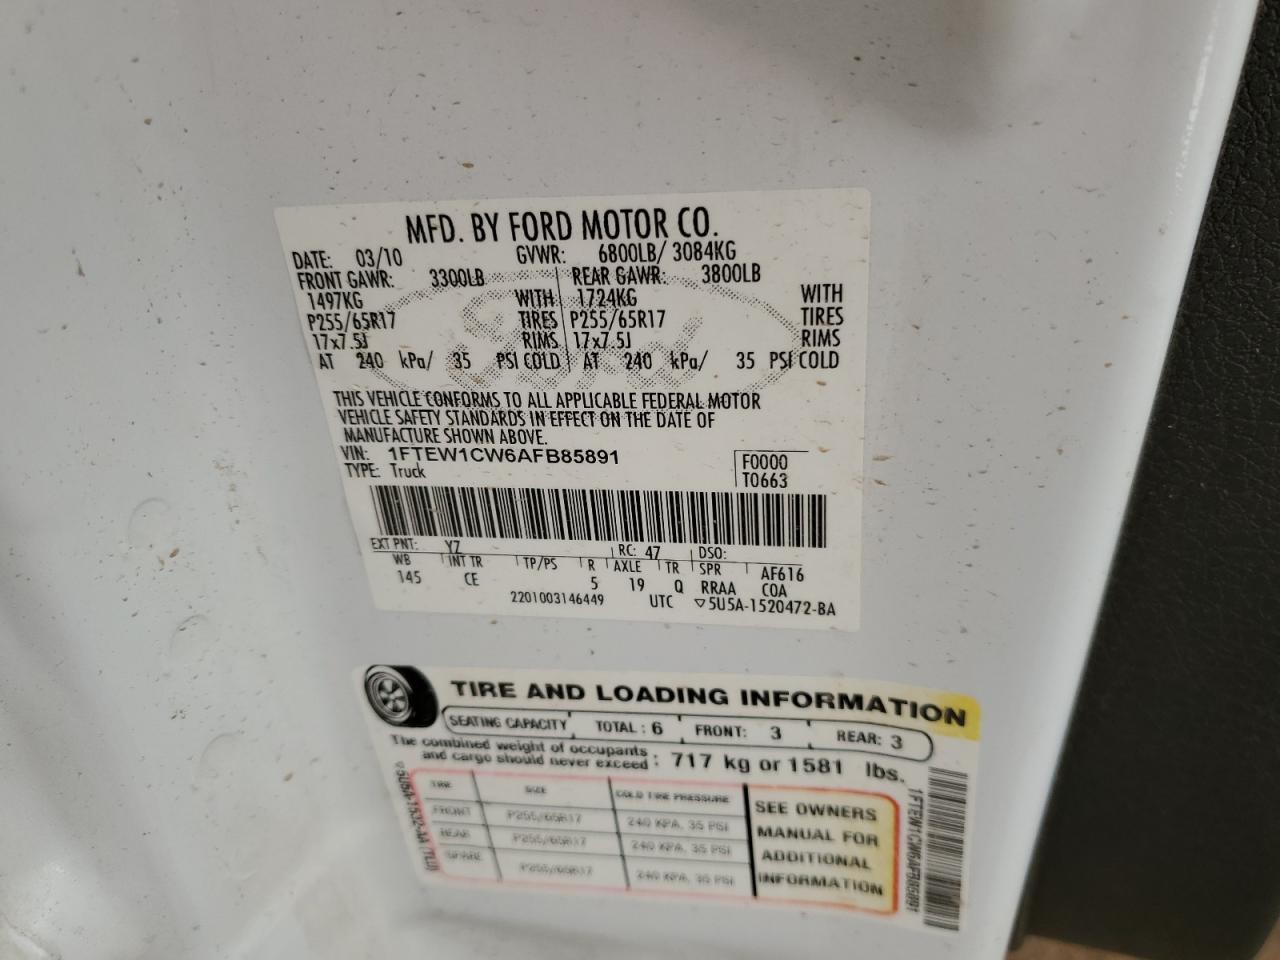 MFD. BY FORD MOTOR CO.
DATE: 03/10 GVWR: 6800LB/ 3084KG
FRONT GAWR: 3300LB REAR GAWR: 3800LB
1497KG WITH 1724KG WITH
P255/65R17 TIRES P255/65R17 TIRES
17x7.5J RIMS 17x7.5J RIMS
AT 240 kPa/ 35 PSI COLD AT 240 kPa/ 35 PSI COLD
THIS VEHICLE CONFORMS TO ALL APPLICABLE FEDERAL MOTOR
VEHICLE SAFETY STANDARDS IN EFFECT ON THE DATE OF
MANUFACTURE SHOWN ABOVE.
VIN: 1FTEW1CW6AFB85891 F0000
TYPE: Truck T0663
EXT PNT: YZ RC: 47 DSO:
WB INT TR TP/PS R AXLE TR SPR AF616
145 CE 5 19 Q RRAA COA
2201003146449 UTC ▽5U5A-1520472-BA
TIRE AND LOADING INFORMATION
SEATING CAPACITY TOTAL : 6 FRONT: 3 REAR: 3
The combined weight of occupants
and cargo should never exceed : 717 kg or 1581 lbs.
TIRE SIZE COLD TIRE PRESSURE
FRONT P255/65R17 240 KPA, 35 PSI
REAR P255/65R17 240 KPA, 35 PSI
SPARE P255/65R17 240 KPA, 35 PSI
SEE OWNERS
MANUAL FOR
ADDITIONAL
INFORMATION
1FTEW1CW6AFB85891